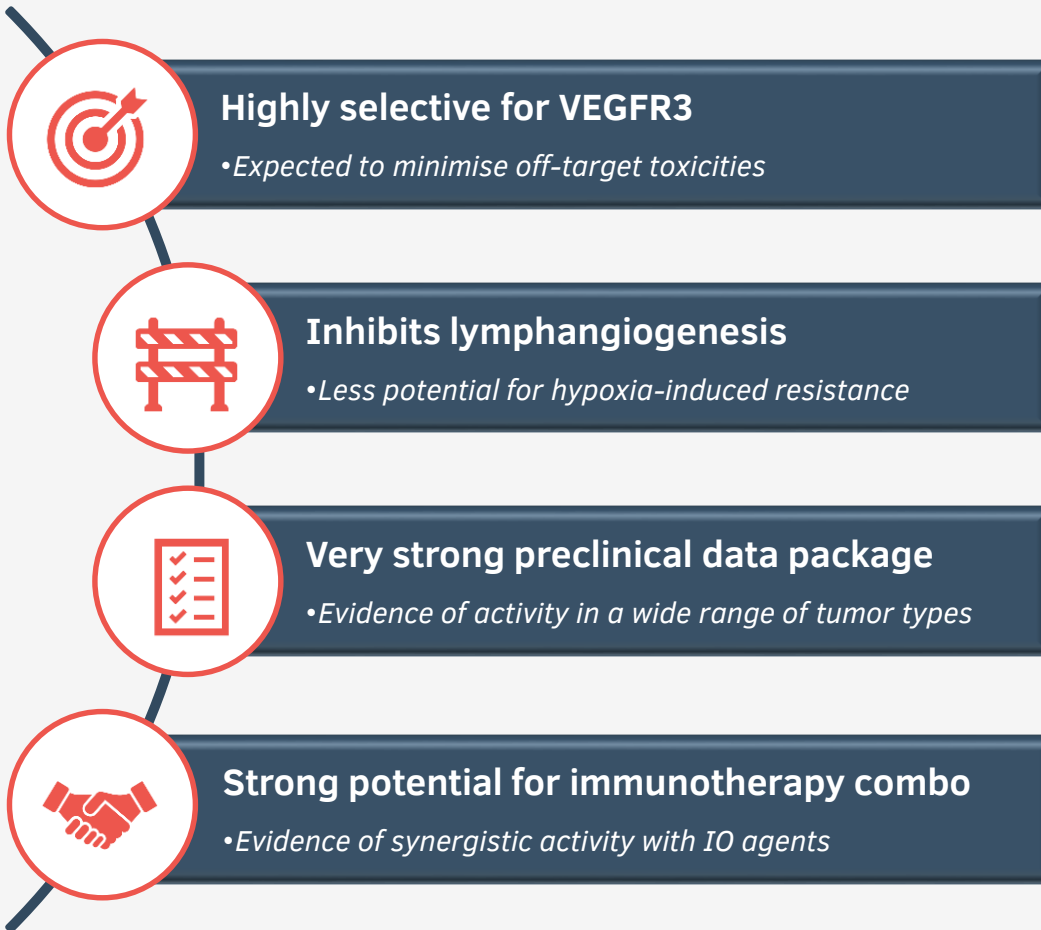 Highly selective for VEGFR3
•Expected to minimise off-target toxicities
Inhibits lymphangiogenesis
•Less potential for hypoxia-induced resistance
Very strong preclinical data package
•Evidence of activity in a wide range of tumor types
Strong potential for immunotherapy combo
•Evidence of synergistic activity with IO agents